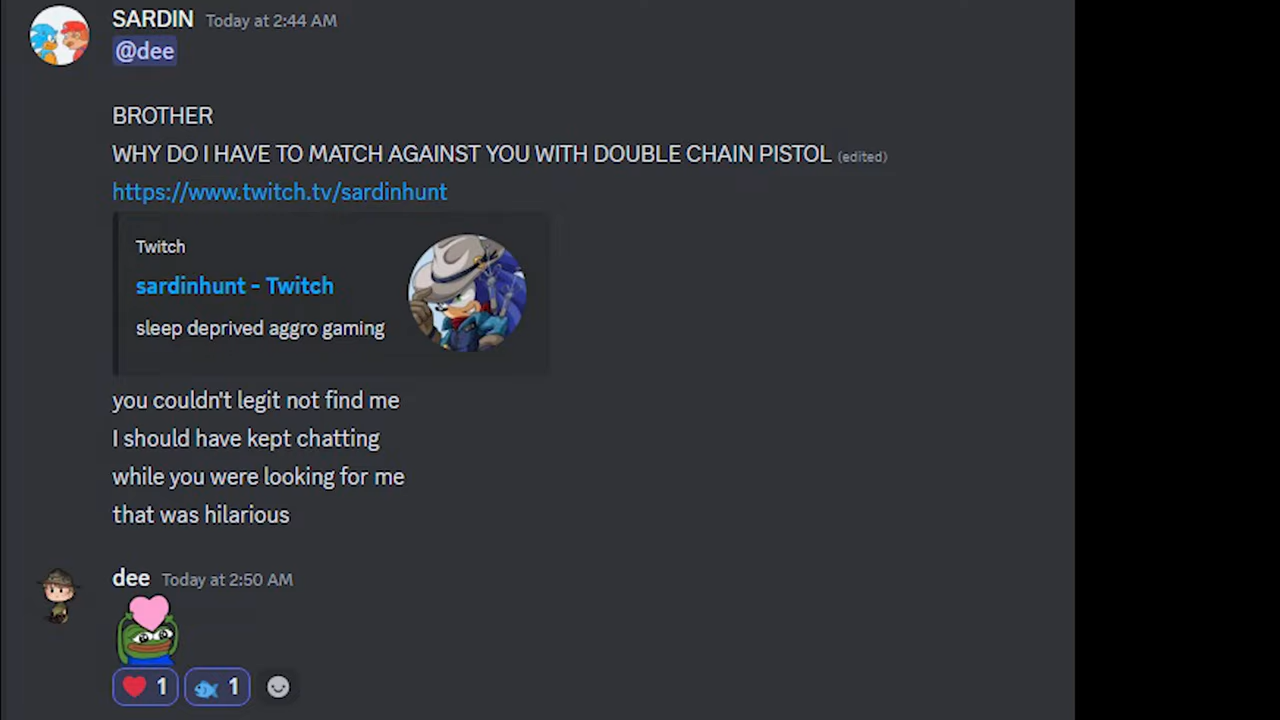 SARDIN Today at 2:44 AM
@dee
BROTHER
WHY DO I HAVE TO MATCH AGAINST YOU WITH DOUBLE CHAIN PISTOL (edited)
https://www.twitch.tv/sardinhunt
Twitch
sardinhunt - Twitch
sleep deprived aggro gaming
you couldn't legit not find me
I should have kept chatting
while you were looking for me
that was hilarious
dee Today at 2:50 AM
1 1